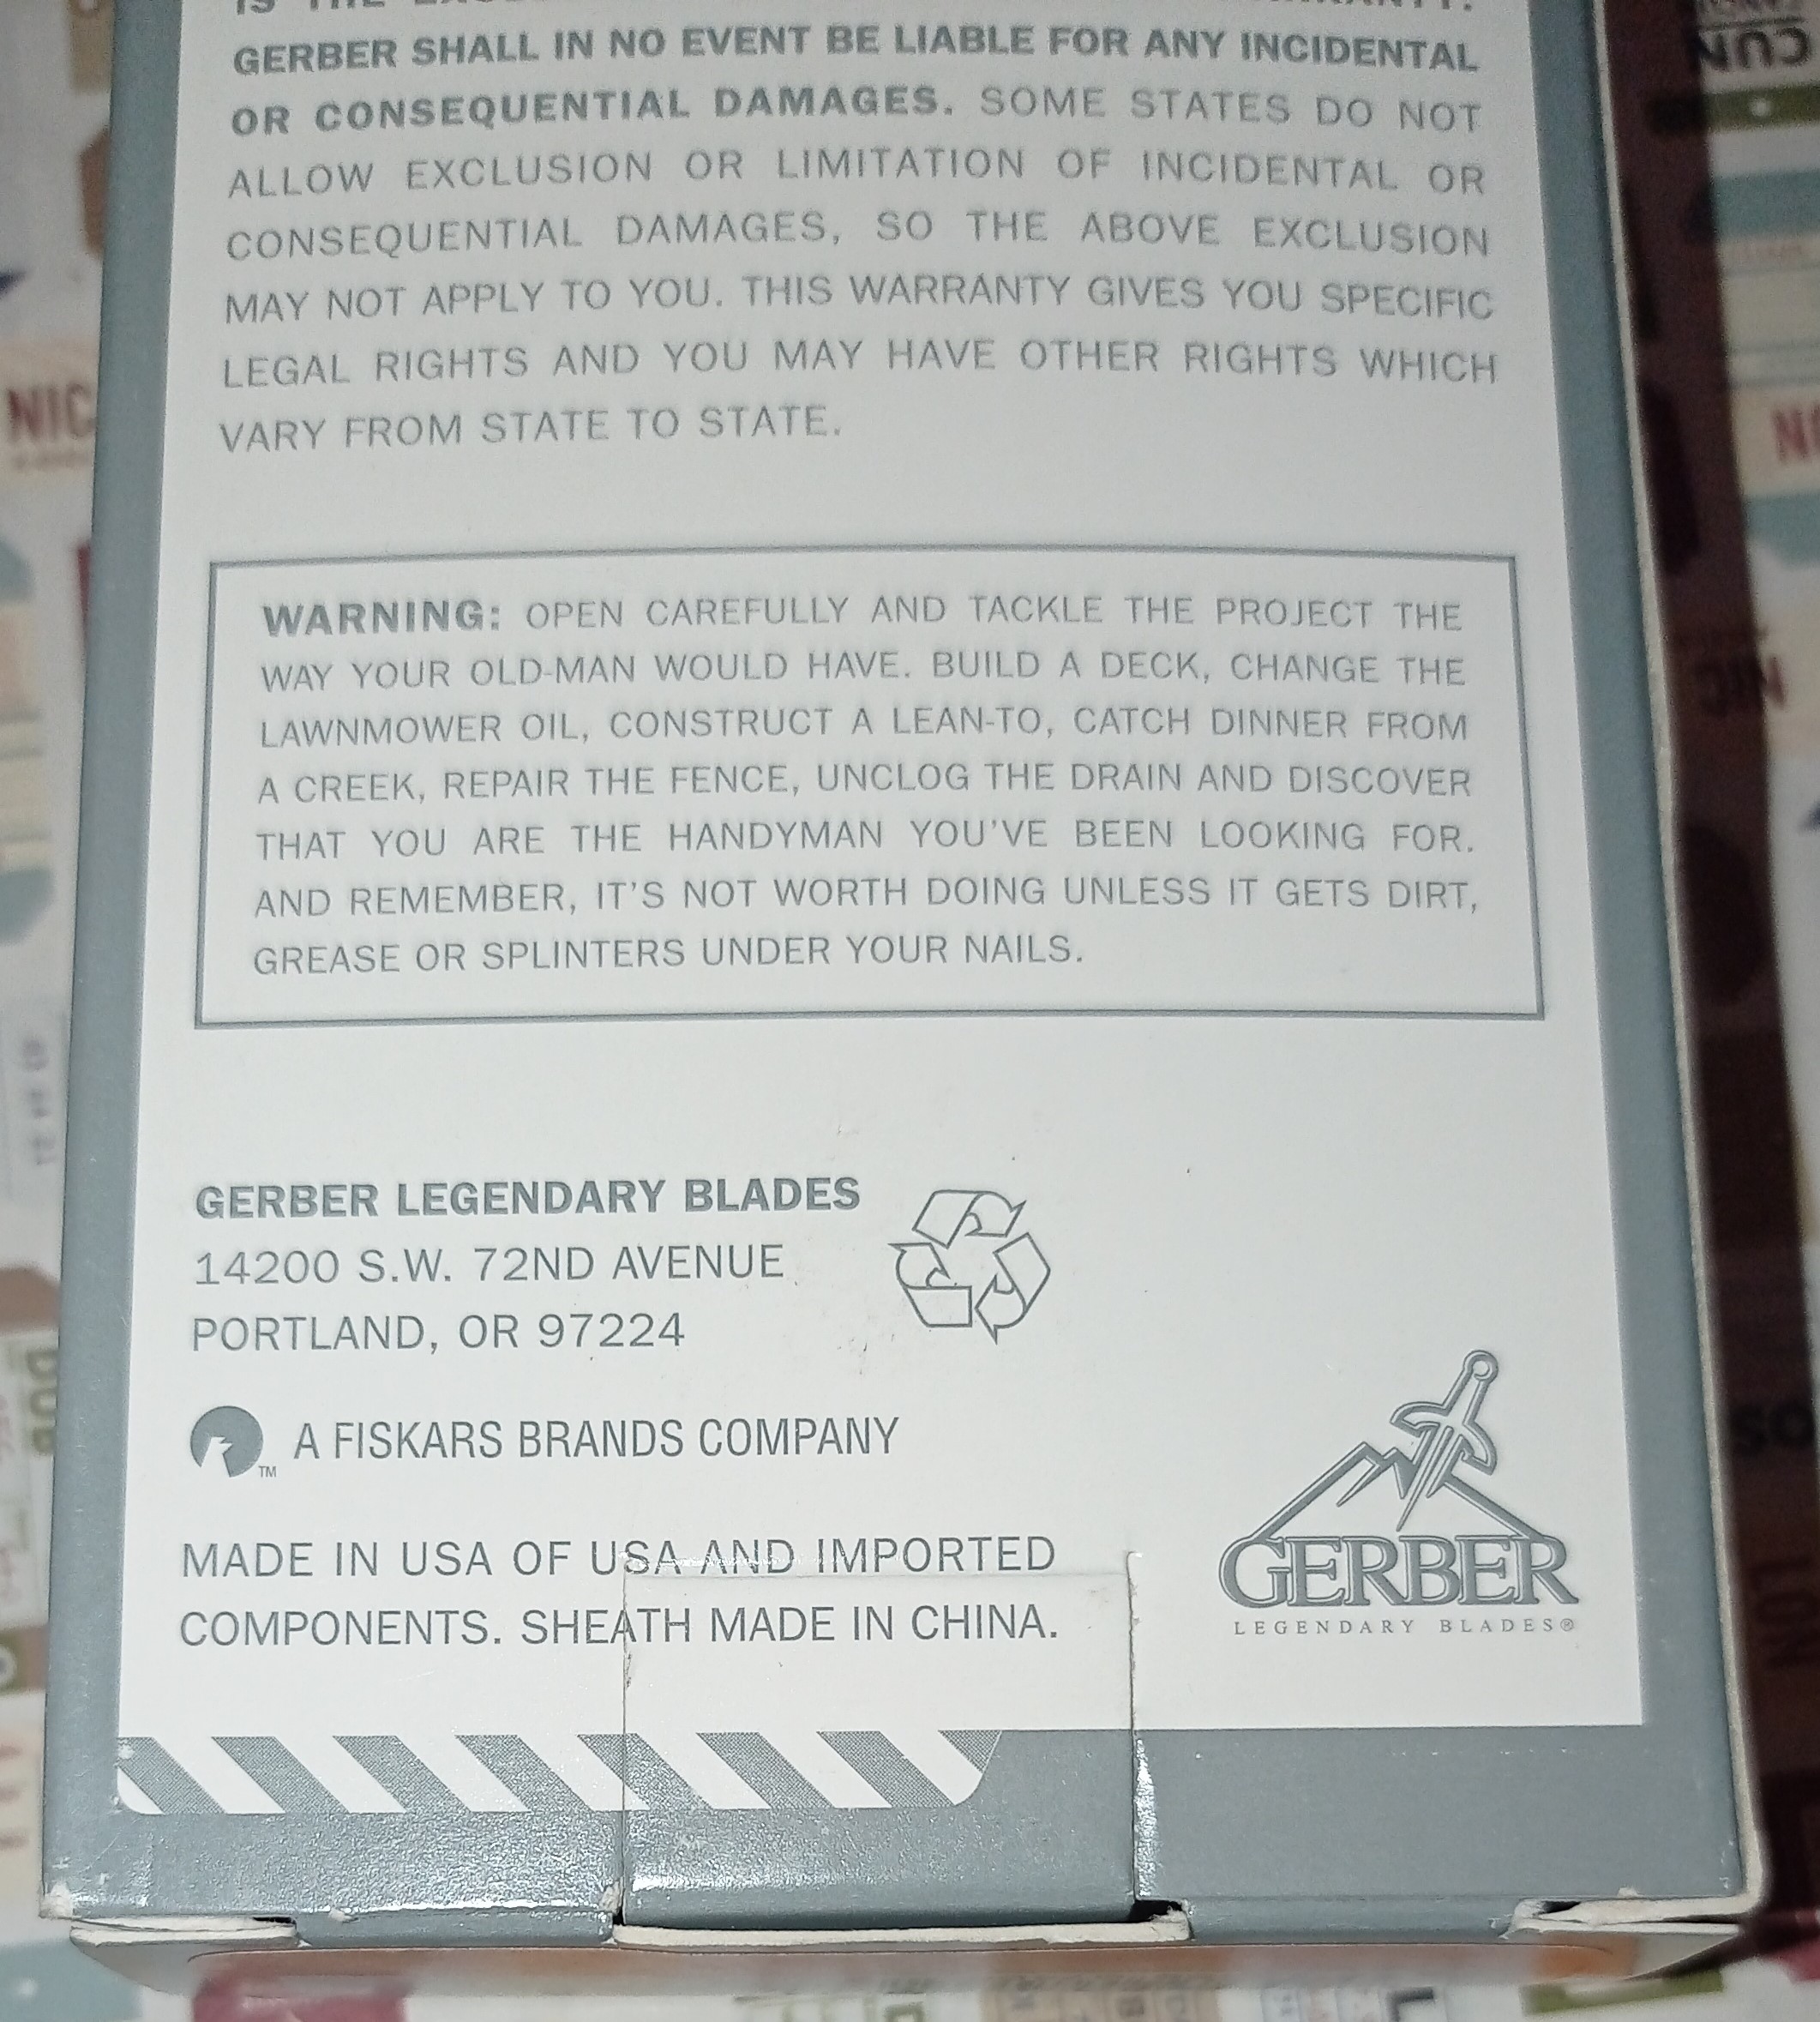 GERBER SHALL IN NO EVENT BE LIABLE FOR ANY INCIDENTAL
OR CONSEQUENTIAL DAMAGES. SOME STATES DO NOT
ALLOW EXCLUSION OR LIMITATION OF INCIDENTAL OR
CONSEQUENTIAL DAMAGES, SO THE ABOVE EXCLUSION
MAY NOT APPLY TO YOU. THIS WARRANTY GIVES YOU SPECIFIC
LEGAL RIGHTS AND YOU MAY HAVE OTHER RIGHTS WHICH
VARY FROM STATE TO STATE.
WARNING: OPEN CAREFULLY AND TACKLE THE PROJECT THE
WAY YOUR OLD-MAN WOULD HAVE. BUILD A DECK, CHANGE THE
LAWNMOWER OIL, CONSTRUCT A LEAN-TO, CATCH DINNER FROM
A CREEK, REPAIR THE FENCE, UNCLOG THE DRAIN AND DISCOVER
THAT YOU ARE THE HANDYMAN YOU'VE BEEN LOOKING FOR.
AND REMEMBER, IT'S NOT WORTH DOING UNLESS IT GETS DIRT,
GREASE OR SPLINTERS UNDER YOUR NAILS.
GERBER LEGENDARY BLADES
14200 S.W. 72ND AVENUE
PORTLAND, OR 97224
™ A FISKARS BRANDS COMPANY
MADE IN USA OF USA AND IMPORTED
COMPONENTS. SHEATH MADE IN CHINA.
GERBER
LEGENDARY BLADES®